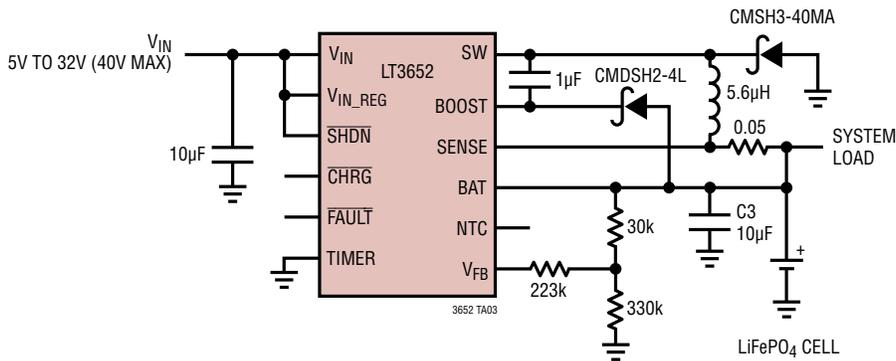 CMSH3-40MA
V_IN
5V TO 32V (40V MAX)
V_IN
SW
LT3652
1µF
CMDSH2-4L
5.6µH
V_IN_REG
BOOST
SHDN
SENSE
0.05
SYSTEM
LOAD
10µF
CHRG
BAT
FAULT
NTC
30k
C3
10µF
+
TIMER
V_FB
223k
330k
3652 TA03
LiFePO₄ CELL